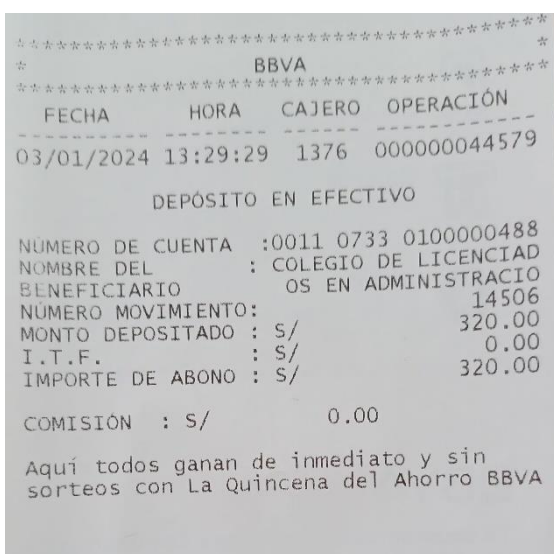 ****************************************
* BBVA *
****************************************
FECHA HORA CAJERO OPERACIÓN
---------- -------- ------ ------------
03/01/2024 13:29:29 1376 000000044579
DEPÓSITO EN EFECTIVO
NÚMERO DE CUENTA :0011 0733 0100000488
NOMBRE DEL : COLEGIO DE LICENCIAD
BENEFICIARIO OS EN ADMINISTRACIO
NÚMERO MOVIMIENTO: 14506
MONTO DEPOSITADO : S/ 320.00
I.T.F. : S/ 0.00
IMPORTE DE ABONO : S/ 320.00
COMISIÓN : S/ 0.00
Aquí todos ganan de inmediato y sin
sorteos con La Quincena del Ahorro BBVA